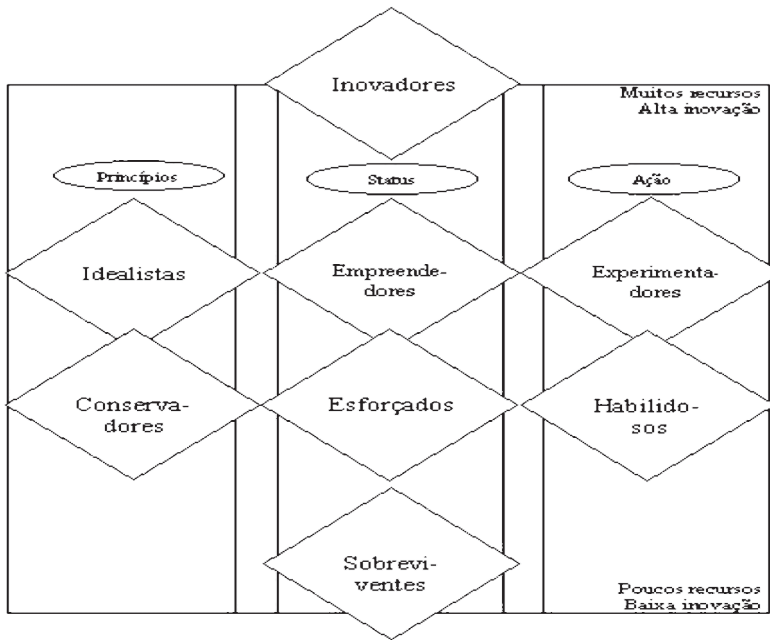 Inovadores
Muitos recursos
Alta inovação
Princípios
Status
Ação
Idealistas
Empreende-
dores
Experimenta-
dores
Conserva-
dores
Esforçados
Habilido-
sos
Sobrevi-
ventes
Poucos recursos
Baixa inovação